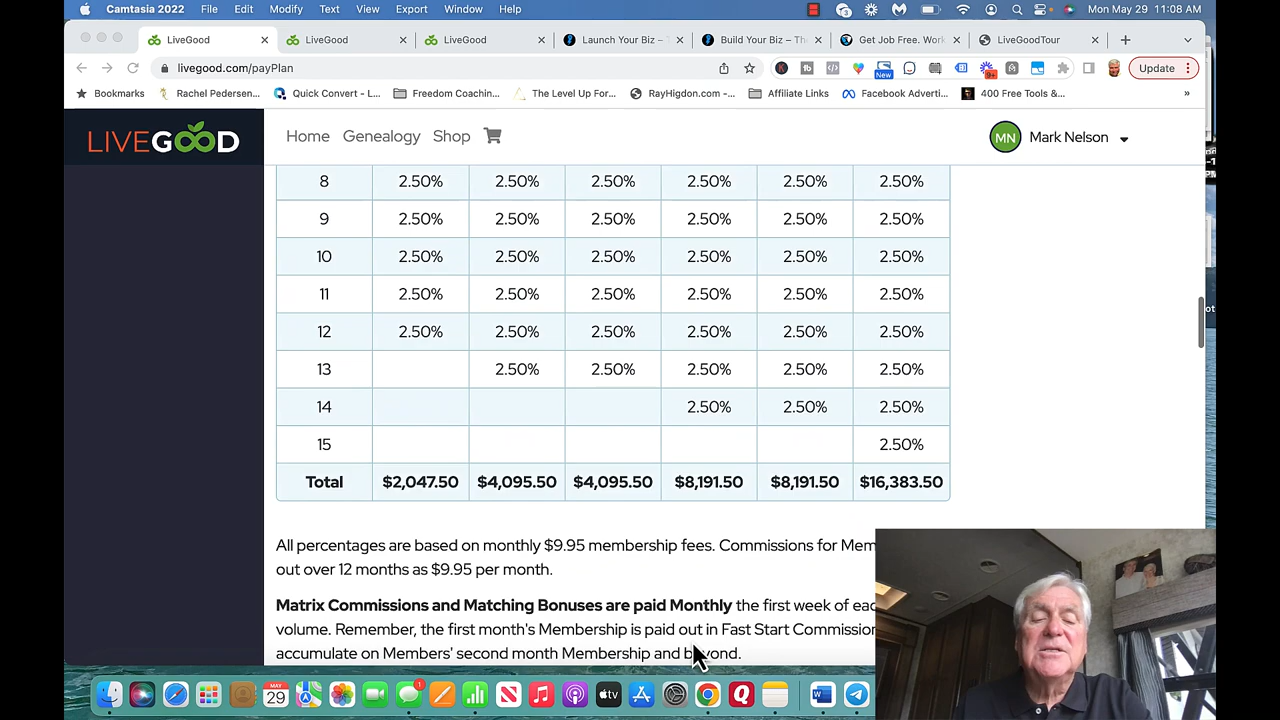 Camtasia 2022 File Edit Modify Text View Export Window Help 3 Mon May 29 11:08 AM
LiveGood LiveGood LiveGood Launch Your Biz – Build Your Biz – The Get Job Free. Work LiveGoodTour
livegood.com/payPlan New 9+ Update
Bookmarks Rachel Pedersen... Quick Convert - L... Freedom Coachin... The Level Up For... RayHigdon.com -... Affiliate Links Facebook Adverti... 400 Free Tools &... »
LIVEGOOD Home Genealogy Shop MN Mark Nelson
8 2.50% 2.50% 2.50% 2.50% 2.50% 2.50%
9 2.50% 2.50% 2.50% 2.50% 2.50% 2.50%
10 2.50% 2.50% 2.50% 2.50% 2.50% 2.50%
11 2.50% 2.50% 2.50% 2.50% 2.50% 2.50%
12 2.50% 2.50% 2.50% 2.50% 2.50% 2.50%
13 2.50% 2.50% 2.50% 2.50% 2.50%
14 2.50% 2.50% 2.50%
15 2.50%
Total $2,047.50 $4,095.50 $4,095.50 $8,191.50 $8,191.50 $16,383.50
All percentages are based on monthly $9.95 membership fees. Commissions for Mem
out over 12 months as $9.95 per month.
Matrix Commissions and Matching Bonuses are paid Monthly the first week of eac
volume. Remember, the first month's Membership is paid out in Fast Start Commission
accumulate on Members' second month Membership and beyond.
MAY
29 1 tv